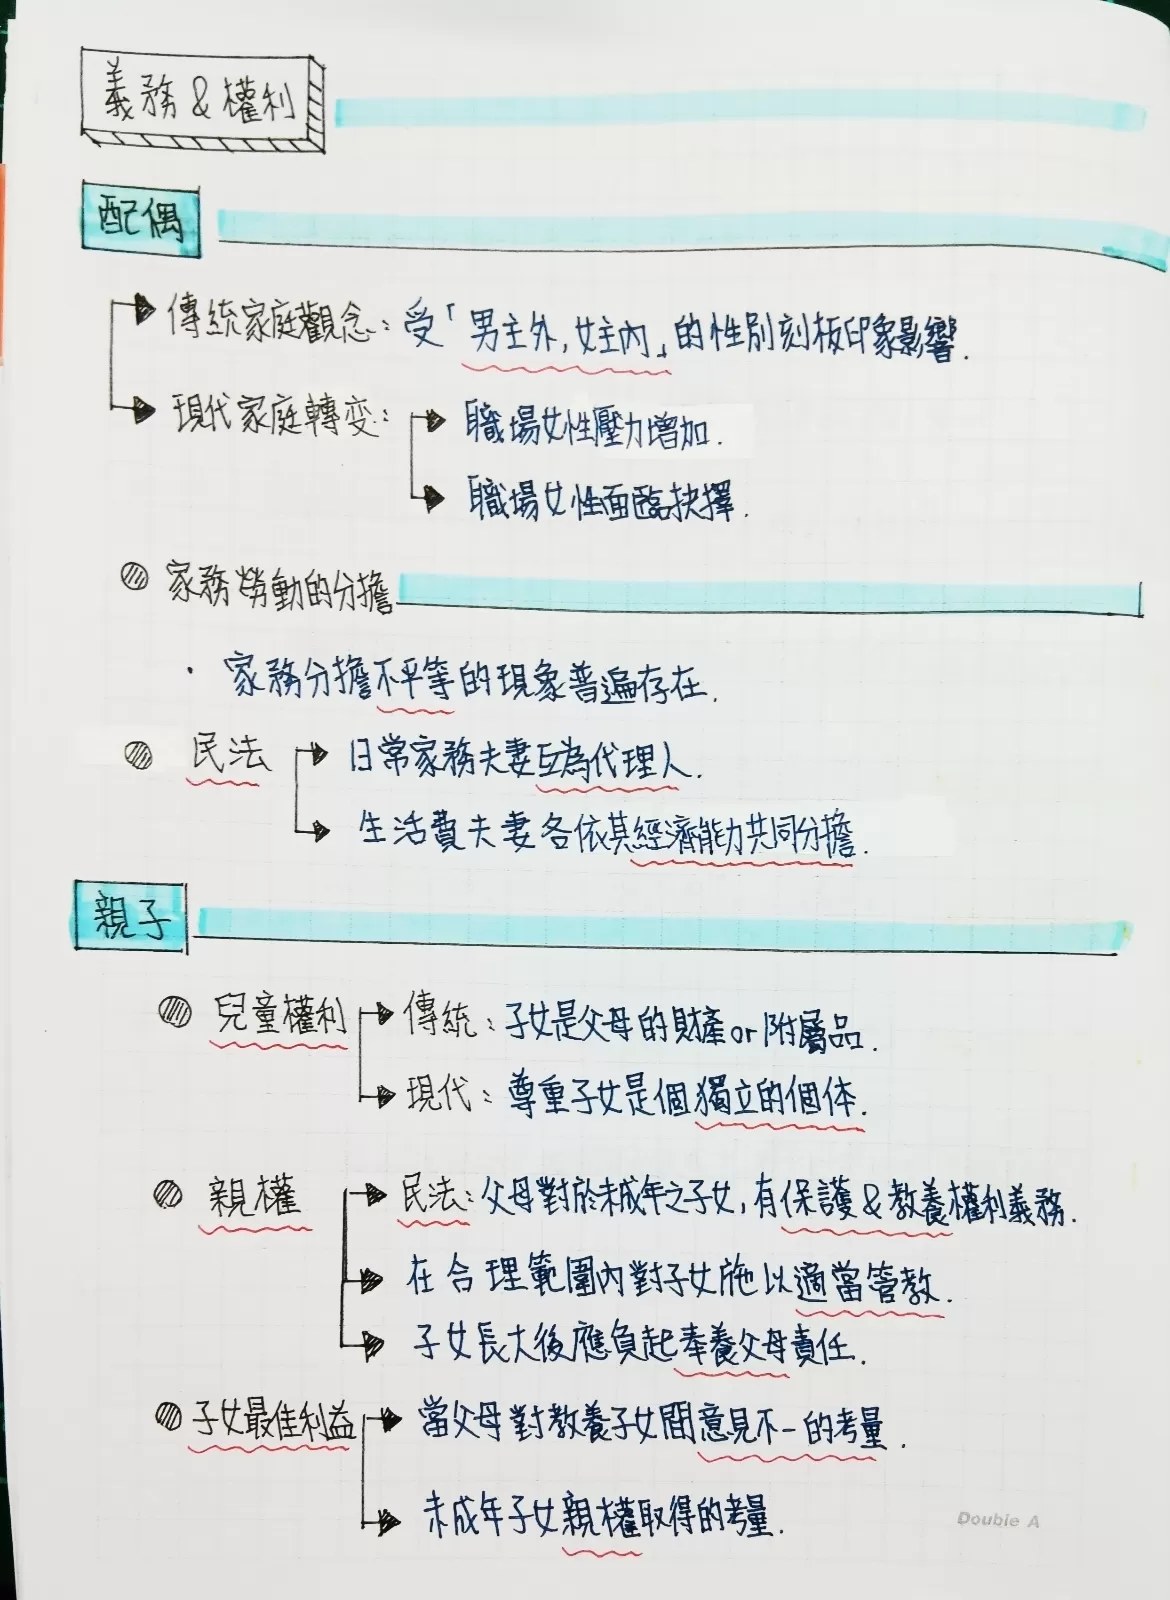 義務&權利
配偶
傳統家庭觀念:受「男主外,女主內」的性別刻板印象影響.
現代家庭轉変:
職場女性壓力增加.
職場女性面臨抉擇.
家務勞動的分擔
·家務分擔不平等的現象普遍存在.
民法
日常家務夫妻互為代理人.
生活費夫妻各依其經濟能力共同分擔.
親子
兒童權利
傳統:子女是父母的財產or附屬品.
現代:尊重子女是個獨立的個体.
親權
民法:父母對於未成年之子女,有保護&教養權利義務.
在合理範圍內對子女施以適當管教.
子女長大後應負起奉養父母責任.
子女最佳利益
當父母對教養子女間意見不一的考量.
未成年子女親權取得的考量.
Double A